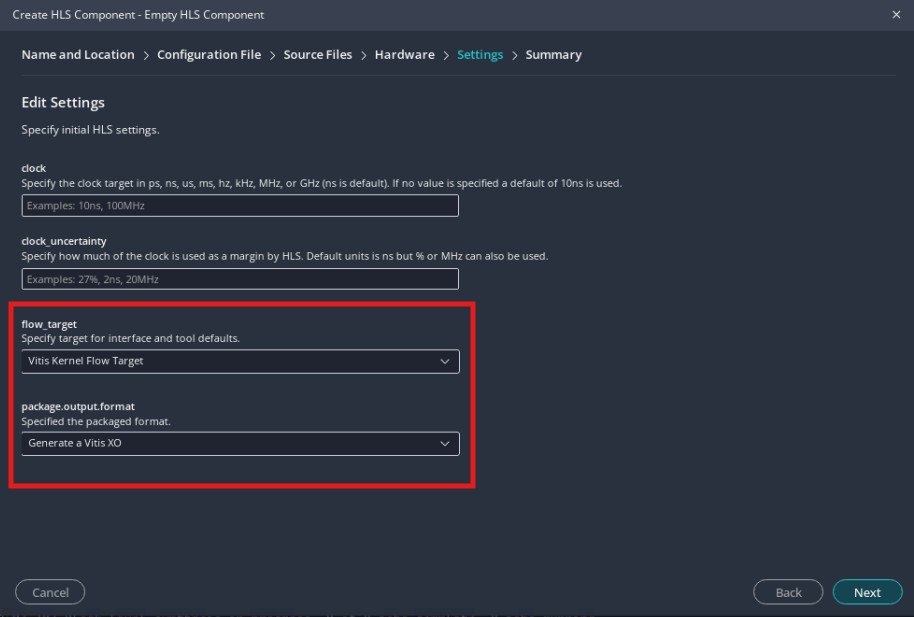 Create HLS Component - Empty HLS Component
Name and Location > Configuration File > Source Files > Hardware > Settings > Summary
Edit Settings
Specify initial HLS settings.
clock
Specify the clock target in ps, ns, us, ms, hz, kHz, MHz, or GHz (ns is default). If no value is specified a default of 10ns is used.
Examples: 10ns, 100MHz
clock_uncertainty
Specify how much of the clock is used as a margin by HLS. Default units is ns but % or MHz can also be used.
Examples: 27%, 2ns, 20MHz
flow_target
Specify target for interface and tool defaults.
Vitis Kernel Flow Target
package.output.format
Specified the packaged format.
Generate a Vitis XO
Cancel Back Next